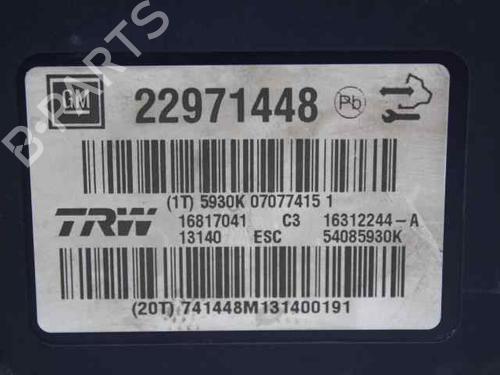 B-PARTS
GM 22971448 Pb
(1T) 5930K 07077415 1
TRW 16817041 C3 16312244-A
13140 ESC 54085930K
(20T) 741448M131400191